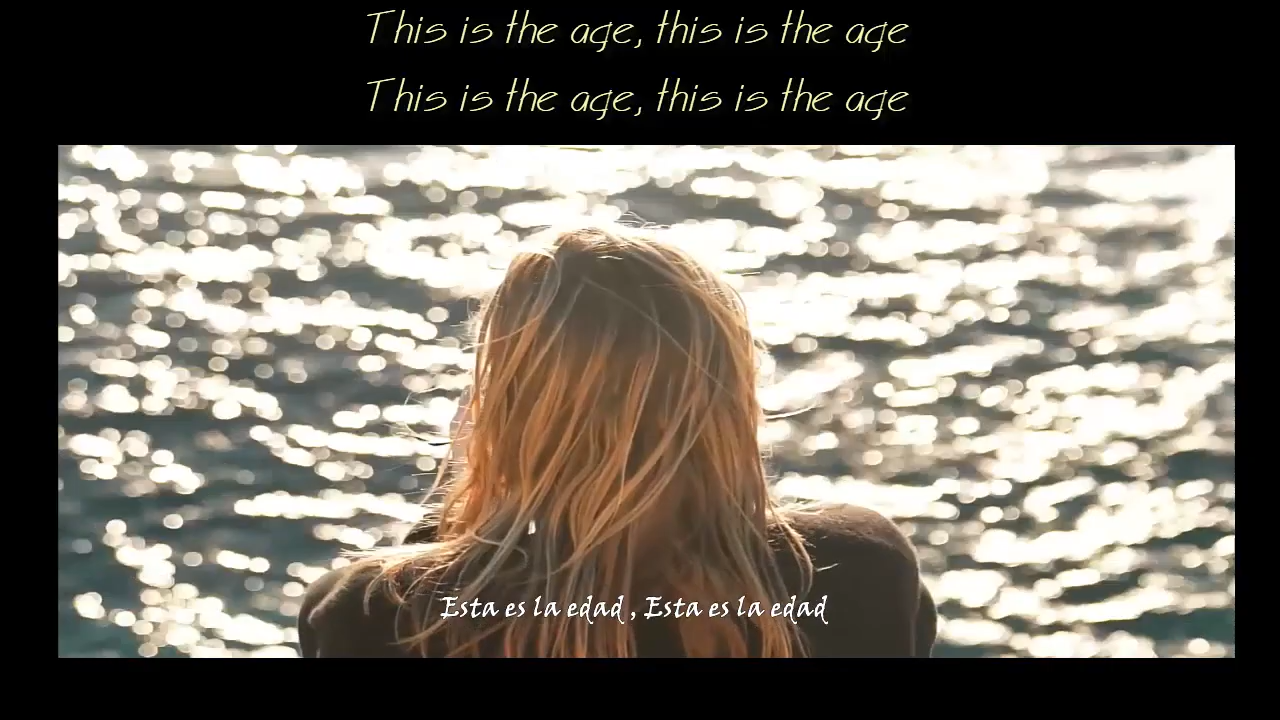 This is the age, this is the age
This is the age, this is the age
Esta es la edad , Esta es la edad